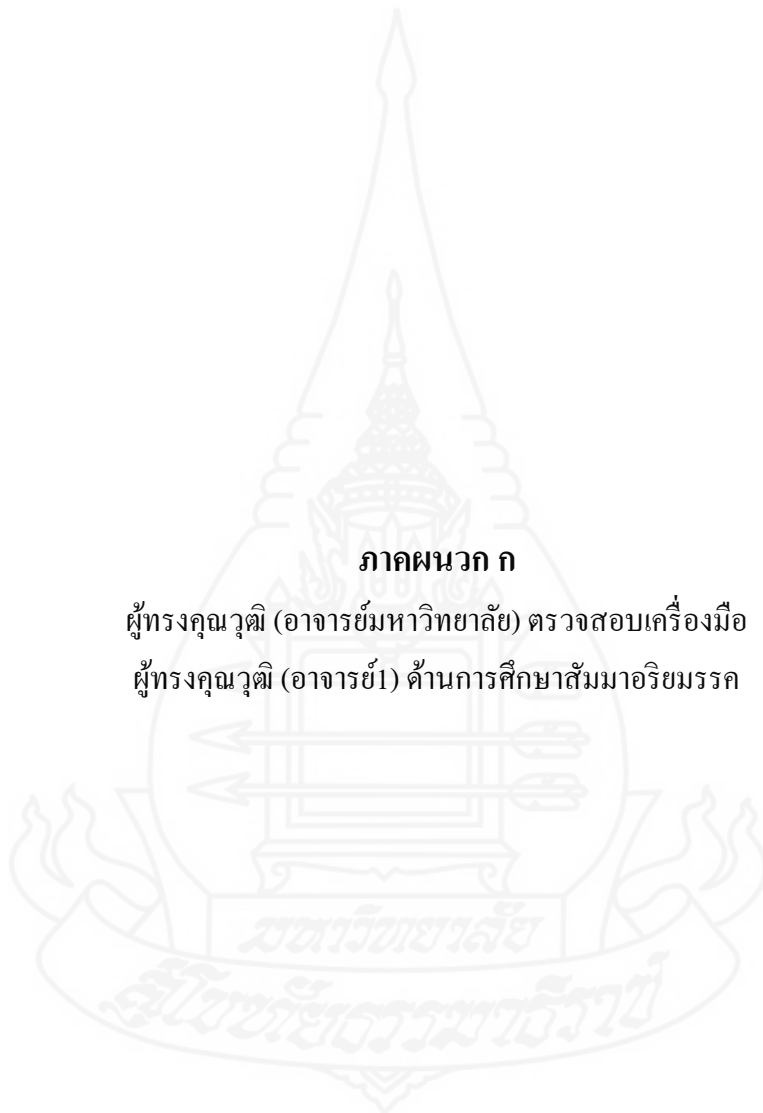 ภาคผนวก ก
ผู้ทรงคุณวุฒิ (อาจารย์มหาวิทยาลัย) ตรวจสอบเครื่องมือ
ผู้ทรงคุณวุฒิ (อาจารย์1) ด้านการศึกษาสัมมาอริยมรรค
มหาวิทยาลัย
สุโขทัยธรรมาธิราช